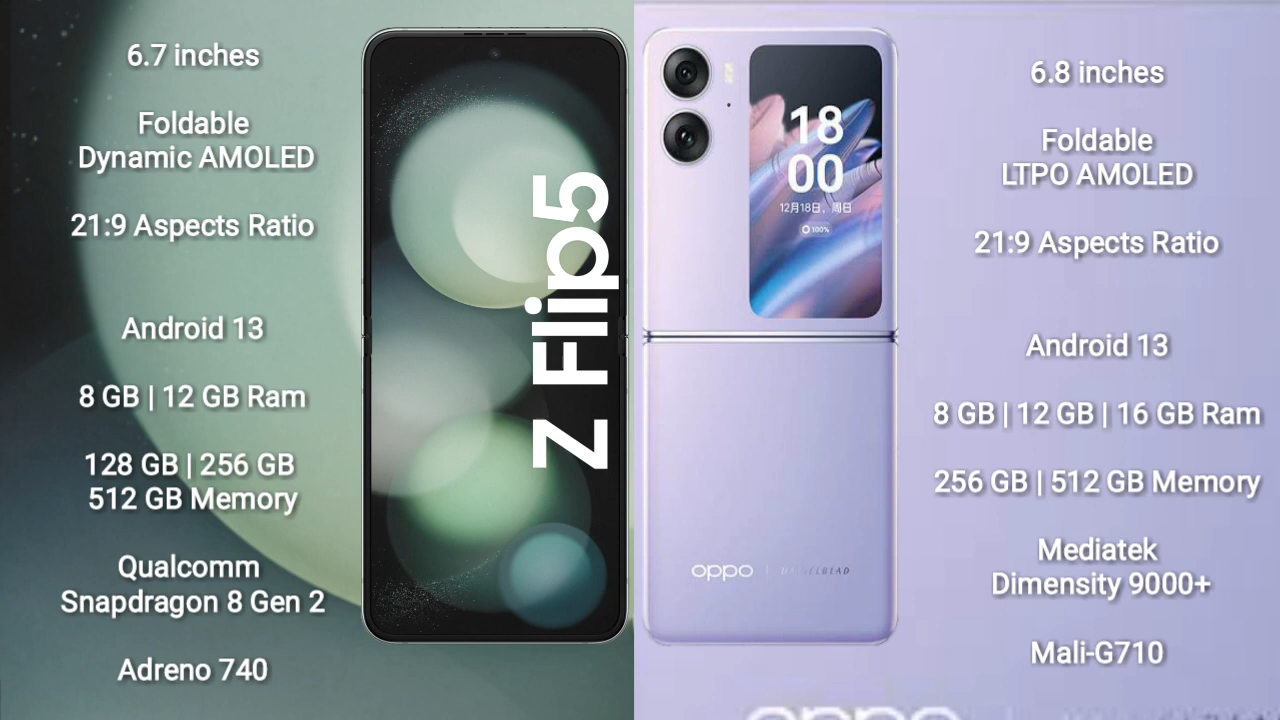 6.7 inches
Foldable
Dynamic AMOLED
21:9 Aspects Ratio
Android 13
8 GB | 12 GB Ram
128 GB | 256 GB
512 GB Memory
Qualcomm
Snapdragon 8 Gen 2
Adreno 740
Z Flip5
18
00
12月18日，周日
100%
oppo | HASSELBLAD
6.8 inches
Foldable
LTPO AMOLED
21:9 Aspects Ratio
Android 13
8 GB | 12 GB | 16 GB Ram
256 GB | 512 GB Memory
Mediatek
Dimensity 9000+
Mali-G710
oppo